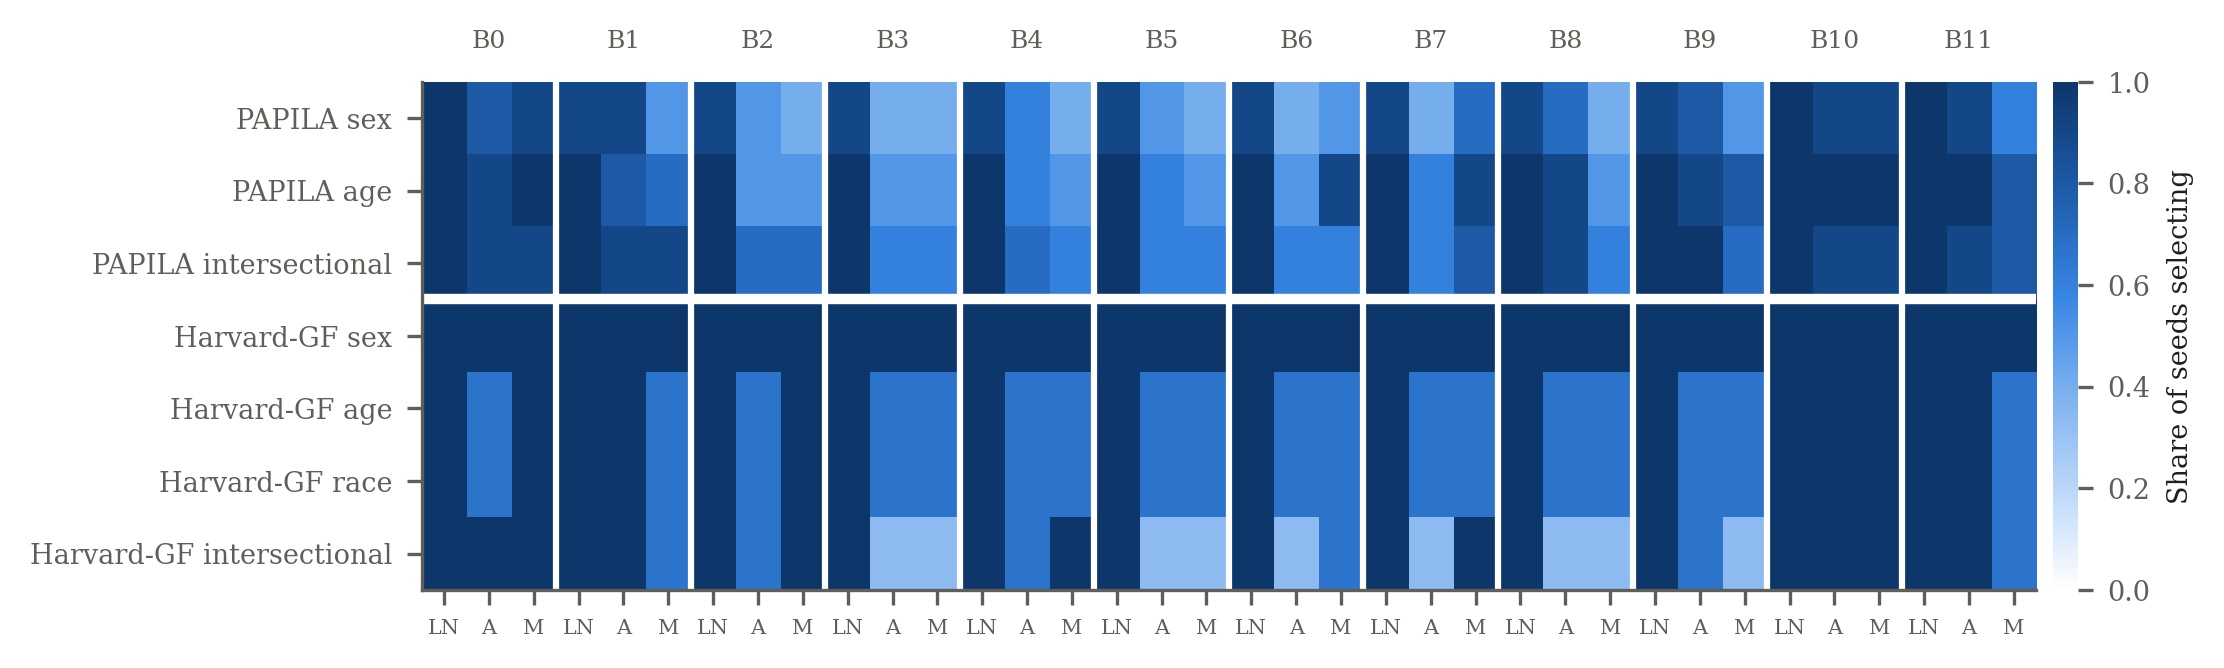 B0 B1 B2 B3 B4 B5 B6 B7 B8 B9 B10 B11
PAPILA sex
PAPILA age
PAPILA intersectional
Harvard-GF sex
Harvard-GF age
Harvard-GF race
Harvard-GF intersectional
LN A M LN A M LN A M LN A M LN A M LN A M LN A M LN A M LN A M LN A M LN A M LN A M
1.0
0.8
0.6
0.4
0.2
0.0
Share of seeds selecting